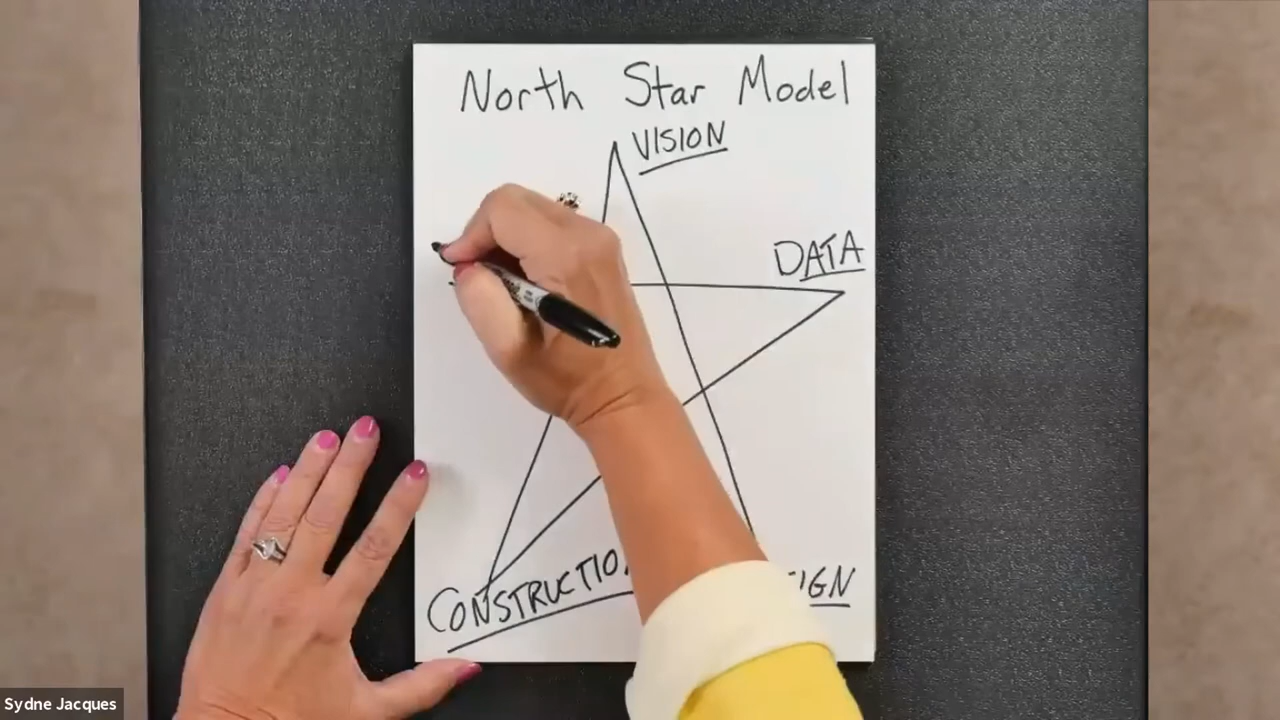 North Star Model
VISION
DATA
CONSTRUCTIO
IGN
Sydne Jacques